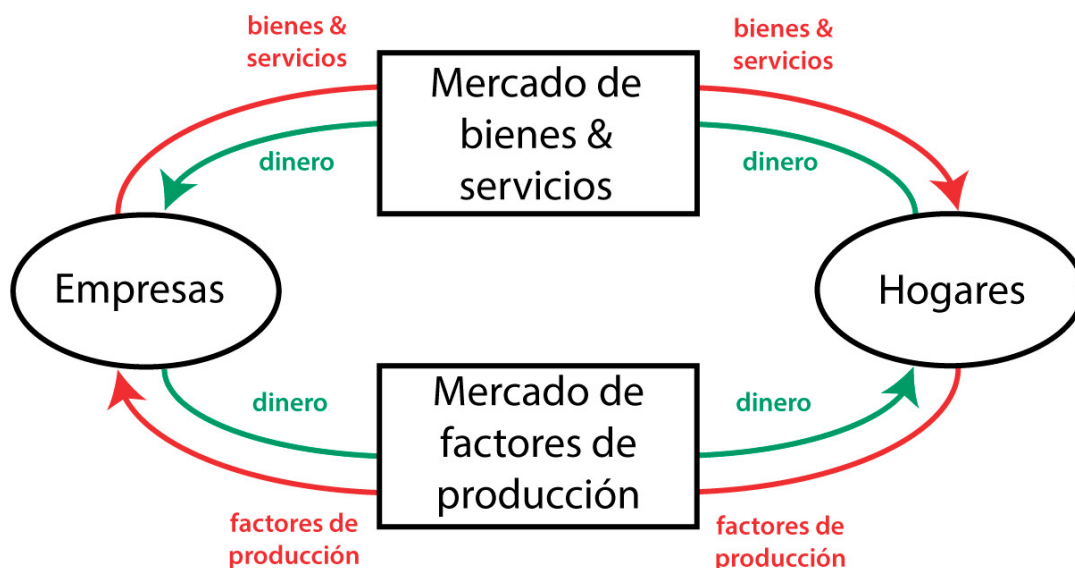 bienes &
servicios
Mercado de
bienes &
servicios
bienes &
servicios
dinero
dinero
Empresas
Hogares
dinero
Mercado de
factores de
producción
dinero
factores de
producción
factores de
producción